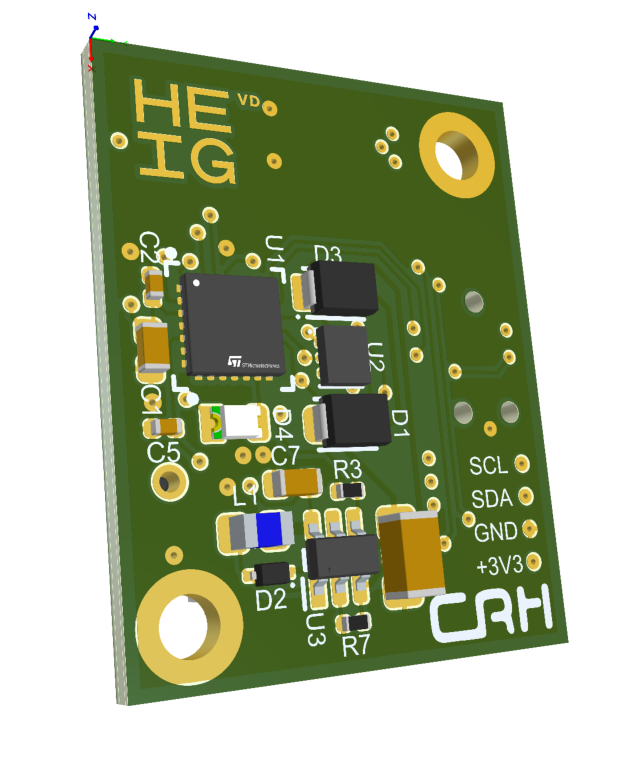 Z
X
HE VD
IG
C2
U1
D3
U2
STMicroelectronics
C1
D4
D1
C5
C7
R3
L1
SCL
SDA
GND
+3V3
D2
U3
R7
CRH